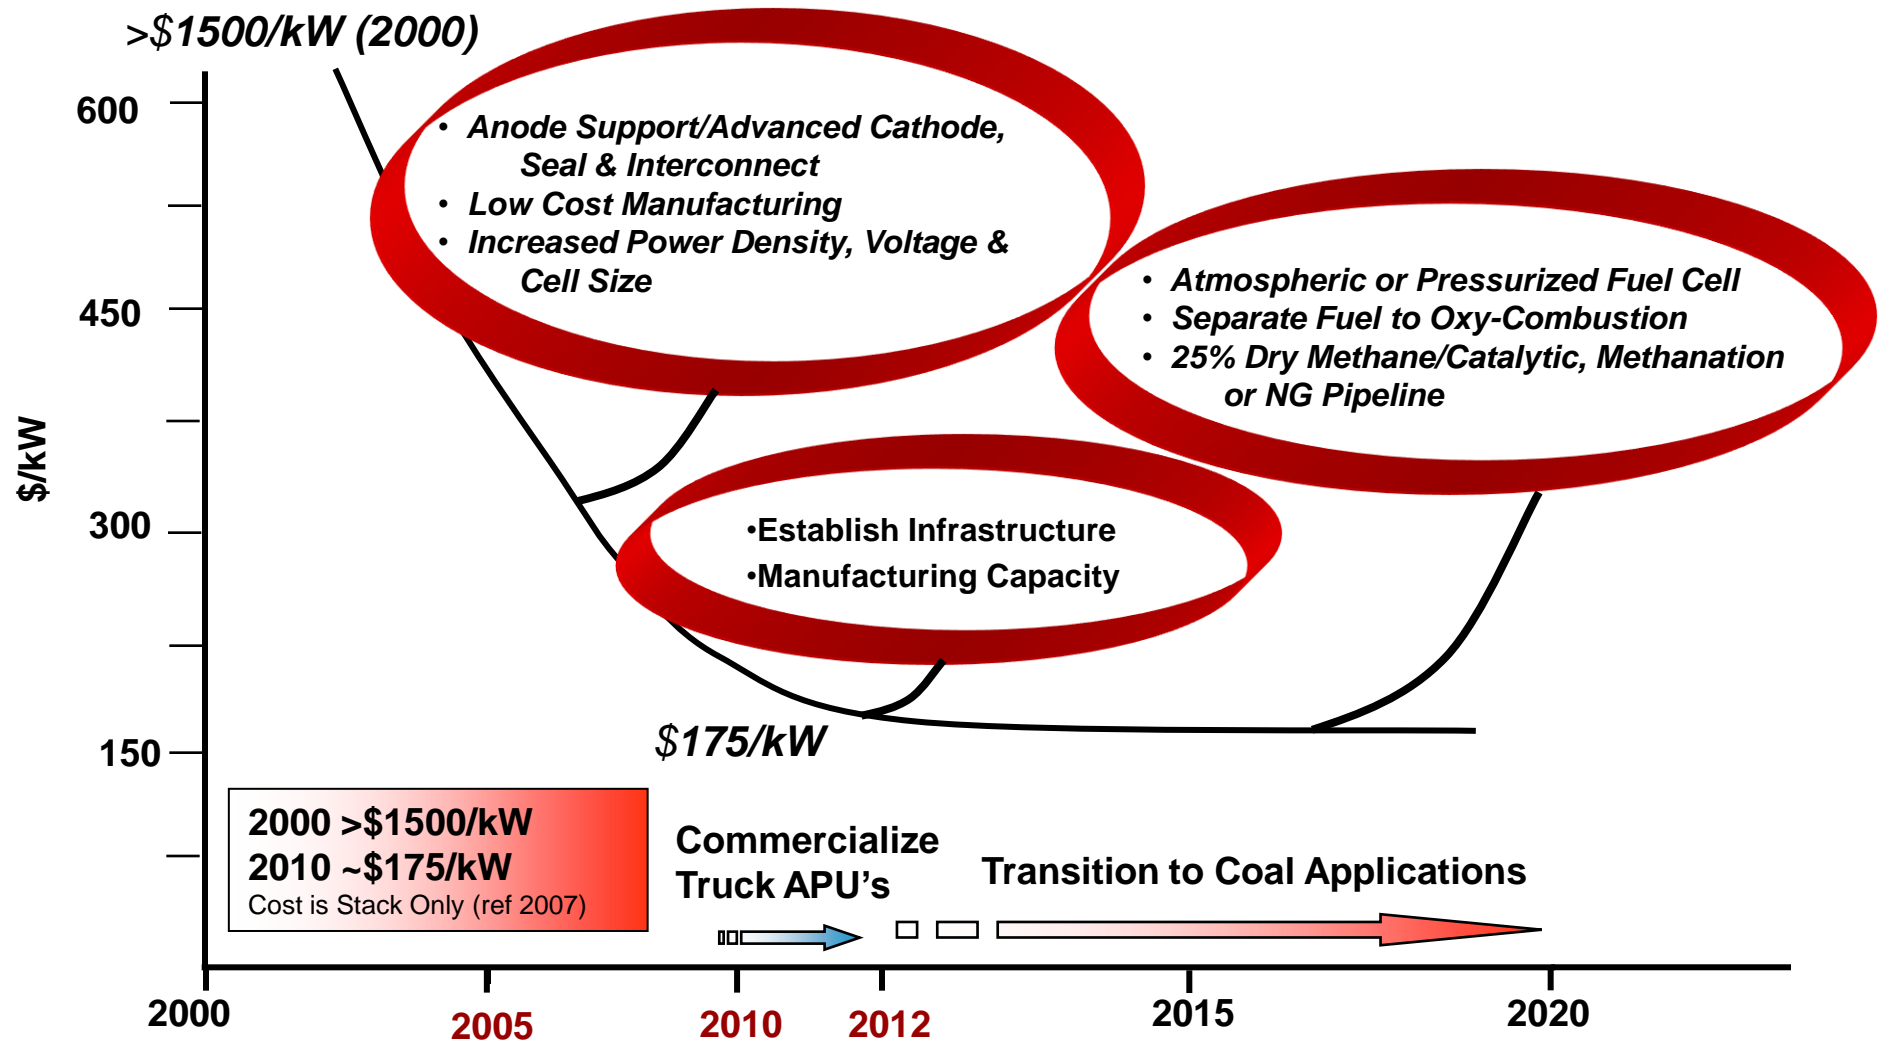 >$1500/kW (2000)
600
450
300
150
$/kW
• Anode Support/Advanced Cathode,
Seal & Interconnect
• Low Cost Manufacturing
• Increased Power Density, Voltage &
Cell Size
• Atmospheric or Pressurized Fuel Cell
• Separate Fuel to Oxy-Combustion
• 25% Dry Methane/Catalytic, Methanation
or NG Pipeline
•Establish Infrastructure
•Manufacturing Capacity
$175/kW
2000 >$1500/kW
2010 ~$175/kW
Cost is Stack Only (ref 2007)
Commercialize
Truck APU’s
Transition to Coal Applications
2000
2005
2010
2012
2015
2020